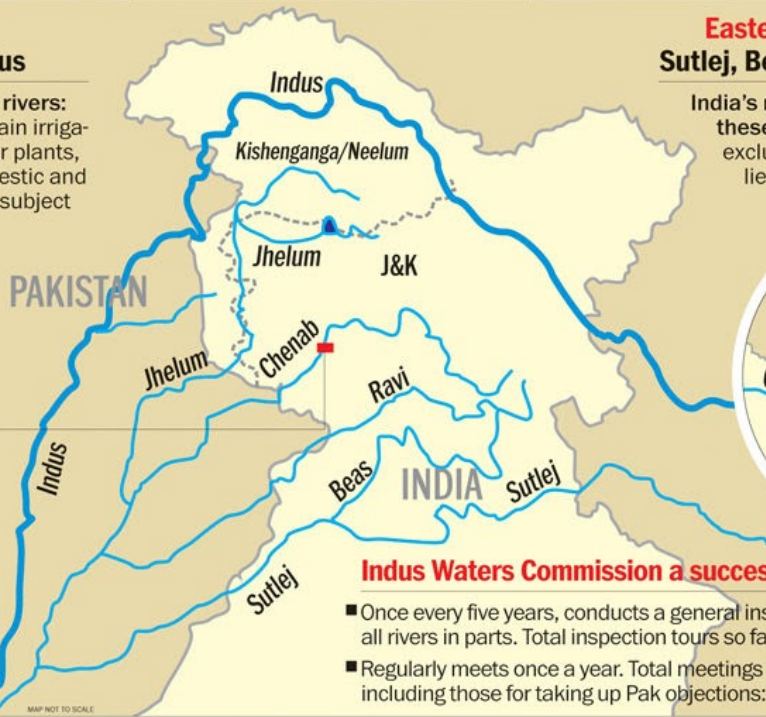 us
rivers:
ain irriga-
r plants,
estic and
subject
Easte
Sutlej, Be
India's r
these
exclu
lie
Indus
Kishenganga/Neelum
Jhelum
J&K
PAKISTAN
Chenab
Jhelum
Ravi
Indus
Beas
INDIA
Sutlej
Sutlej
Indus Waters Commission a succes
■ Once every five years, conducts a general ins
all rivers in parts. Total inspection tours so fa
■ Regularly meets once a year. Total meetings
including those for taking up Pak objections:
MAP NOT TO SCALE